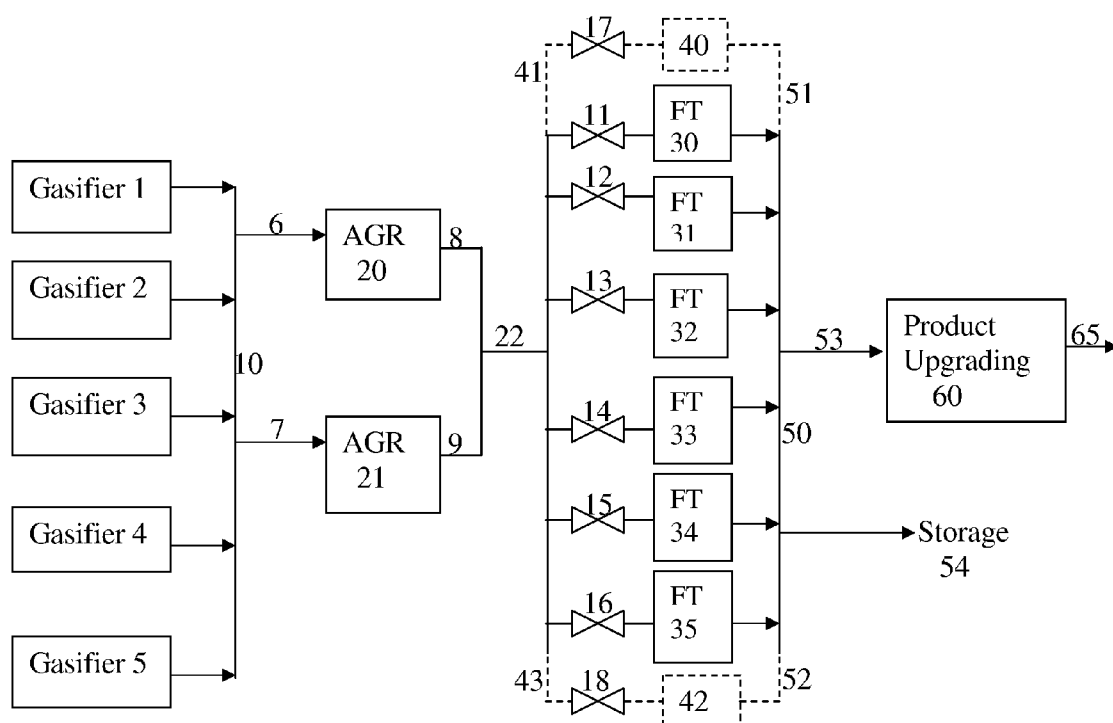 17
40
41
51
11
FT
30
Gasifier 1
12
FT
31
6
AGR
20
8
Gasifier 2
13
FT
32
22
53
Product
Upgrading
60
65
10
Gasifier 3
7
AGR
21
9
14
FT
33
50
Gasifier 4
15
FT
34
Storage
54
16
FT
35
Gasifier 5
43
18
42
52